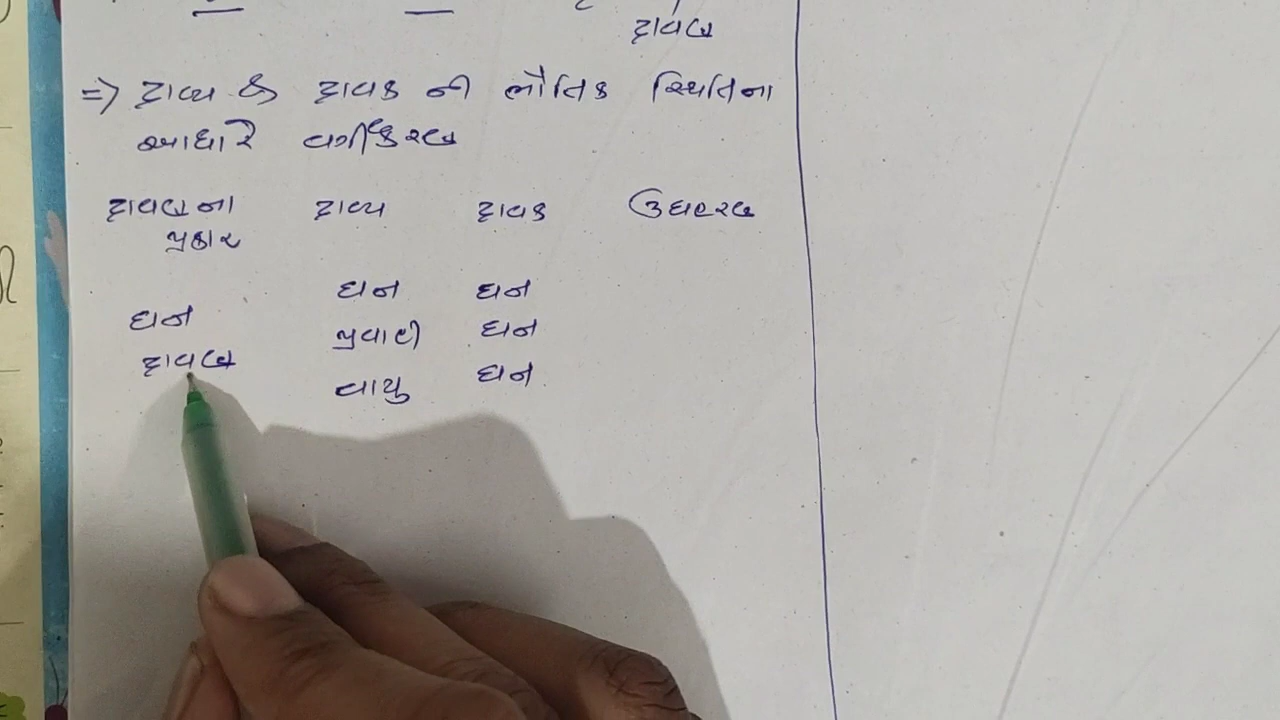 દ્રાવણ
=> દ્રાવ્ય કે દ્રાવક ની ભૌતિક સ્થિતિના
આધારે વર્ગીકરણ
દ્રાવણના પ્રકાર દ્રાવ્ય દ્રાવક ઉદાહરણ
ઘન દ્રાવણ
ઘન ઘન
પ્રવાહી ઘન
વાયુ ઘન